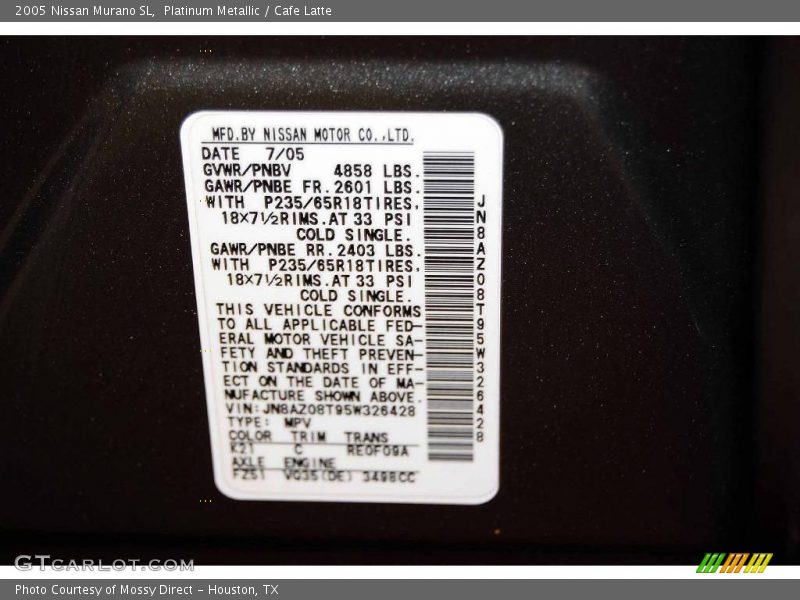 2005 Nissan Murano SL,  Platinum Metallic / Cafe Latte
MFD.BY NISSAN MOTOR CO.,LTD.
DATE 7/05
GVWR/PNBV 4858 LBS.
GAWR/PNBE FR.2601 LBS.
WITH P235/65R18TIRES,
18×7½RIMS.AT 33 PSI
COLD SINGLE.
GAWR/PNBE RR.2403 LBS.
WITH P235/65R18TIRES,
18×7½RIMS.AT 33 PSI
COLD SINGLE.
THIS VEHICLE CONFORMS
TO ALL APPLICABLE FED-
ERAL MOTOR VEHICLE SA-
FETY AND THEFT PREVEN-
TION STANDARDS IN EFF-
ECT ON THE DATE OF MA-
NUFACTURE SHOWN ABOVE.
VIN:JN8AZ08T95W326428
TYPE: MPV
COLOR TRIM TRANS
K21 C RE0F09A
AXLE ENGINE
FZ51 VQ35(DE) 3498CC
JN8AZ08T95W326428
GTCARLOT.COM
Photo Courtesy of Mossy Direct - Houston, TX